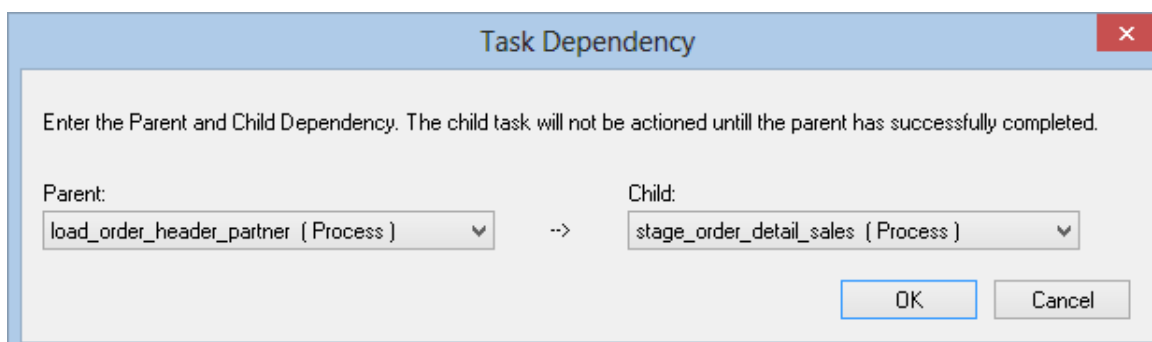 Task Dependency
Enter the Parent and Child Dependency. The child task will not be actioned untill the parent has successfully completed.
Parent:
Child:
load_order_header_partner ( Process )
-->
stage_order_detail_sales ( Process )
OK
Cancel